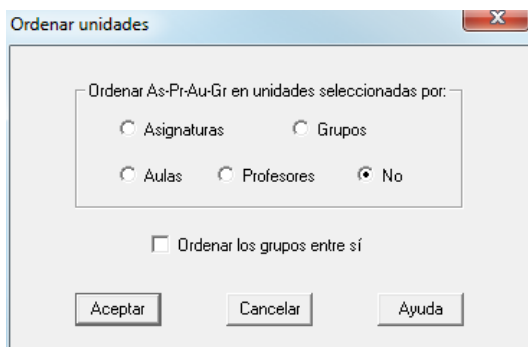 Ordenar unidades
Ordenar As-Pr-Au-Gr en unidades seleccionadas por:
Asignaturas Grupos
Aulas Profesores No
Ordenar los grupos entre sí
Aceptar Cancelar Ayuda